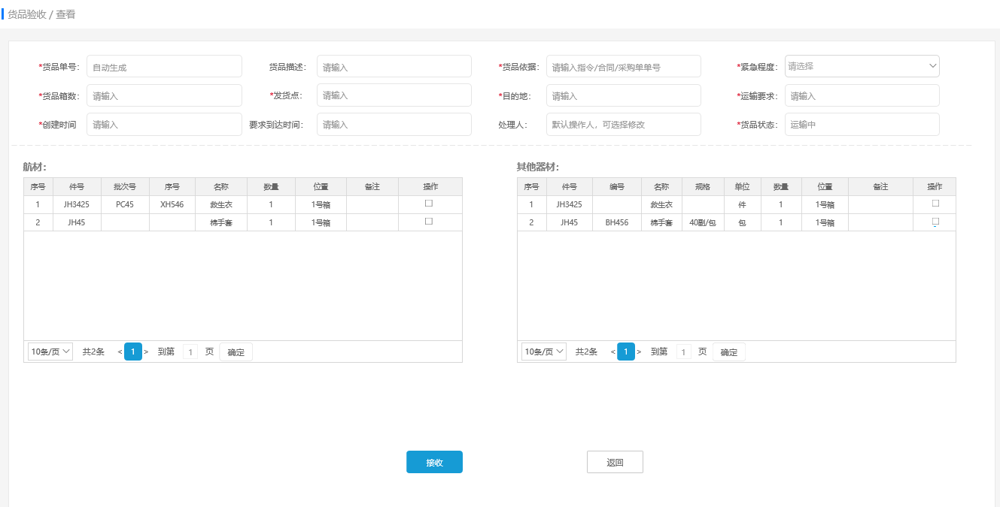 货品验收 / 查看
*货品单号： 自动生成 货品描述： 请输入 *货品依据： 请输入指令/合同/采购单单号 *紧急程度： 请选择
*货品箱数： 请输入 *发货点： 请输入 *目的地： 请输入 *运输要求： 请输入
*创建时间 请输入 要求到达时间： 请输入 处理人： 默认操作人，可选择修改 *货品状态： 运输中
航材：
序号 件号 批次号 序号 名称 数量 位置 备注 操作
1 JH3425 PC45 XH546 救生衣 1 1号箱
2 JH45 棉手套 1 1号箱
10条/页 共2条 < 1 > 到第 1 页 确定
其他器材：
序号 件号 编号 名称 规格 单位 数量 位置 备注 操作
1 JH3425 救生衣 件 1 1号箱
2 JH45 BH456 棉手套 40副/包 包 1 1号箱
10条/页 共2条 < 1 > 到第 1 页 确定
接收 返回